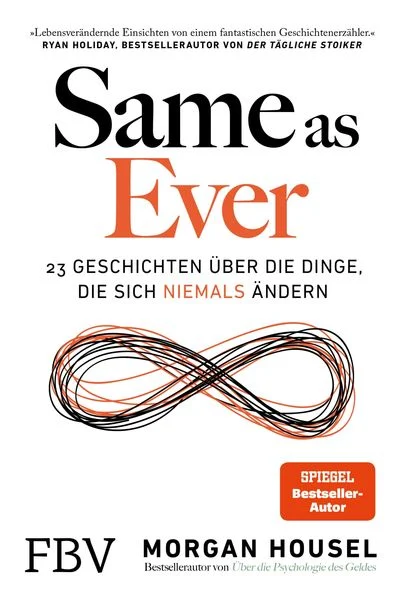 »Lebensverändernde Einsichten von einem fantastischen Geschichtenerzähler.«
RYAN HOLIDAY, BESTSELLERAUTOR VON DER TÄGLICHE STOIKER
Same as
Ever
23 GESCHICHTEN ÜBER DIE DINGE,
DIE SICH NIEMALS ÄNDERN
SPIEGEL
Bestseller-
Autor
FBV
MORGAN HOUSEL
Bestsellerautor von Über die Psychologie des Geldes